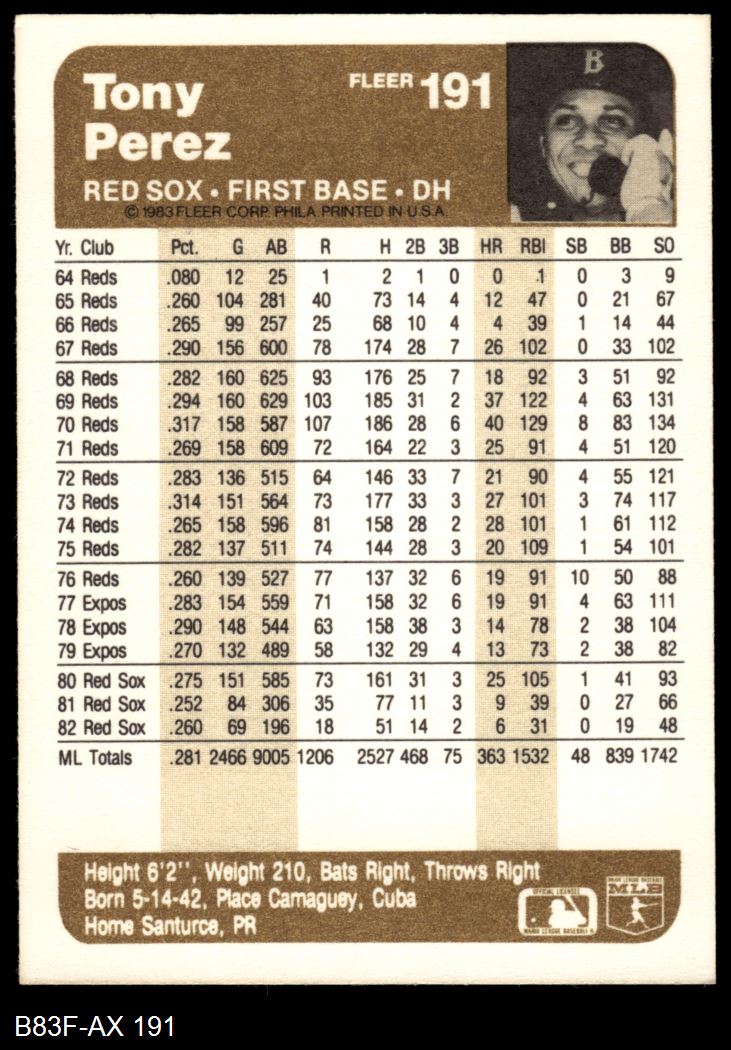 Tony
Perez
FLEER 191
RED SOX • FIRST BASE • DH
© 1983 FLEER CORP. PHILA. PRINTED IN U.S.A.
B
Yr. Club Pct. G AB R H 2B 3B HR RBI SB BB SO
64 Reds .080 12 25 1 2 1 0 0 1 0 3 9
65 Reds .260 104 281 40 73 14 4 12 47 0 21 67
66 Reds .265 99 257 25 68 10 4 4 39 1 14 44
67 Reds .290 156 600 78 174 28 7 26 102 0 33 102
68 Reds .282 160 625 93 176 25 7 18 92 3 51 92
69 Reds .294 160 629 103 185 31 2 37 122 4 63 131
70 Reds .317 158 587 107 186 28 6 40 129 8 83 134
71 Reds .269 158 609 72 164 22 3 25 91 4 51 120
72 Reds .283 136 515 64 146 33 7 21 90 4 55 121
73 Reds .314 151 564 73 177 33 3 27 101 3 74 117
74 Reds .265 158 596 81 158 28 2 28 101 1 61 112
75 Reds .282 137 511 74 144 28 3 20 109 1 54 101
76 Reds .260 139 527 77 137 32 6 19 91 10 50 88
77 Expos .283 154 559 71 158 32 6 19 91 4 63 111
78 Expos .290 148 544 63 158 38 3 14 78 2 38 104
79 Expos .270 132 489 58 132 29 4 13 73 2 38 82
80 Red Sox .275 151 585 73 161 31 3 25 105 1 41 93
81 Red Sox .252 84 306 35 77 11 3 9 39 0 27 66
82 Red Sox .260 69 196 18 51 14 2 6 31 0 19 48
ML Totals .281 2466 9005 1206 2527 468 75 363 1532 48 839 1742
Height 6'2'', Weight 210, Bats Right, Throws Right
Born 5-14-42, Place Camaguey, Cuba
Home Santurce, PR
OFFICIAL LICENSEE
MAJOR LEAGUE BASEBALL
MAJOR LEAGUE BASEBALL
MLB
B83F-AX 191